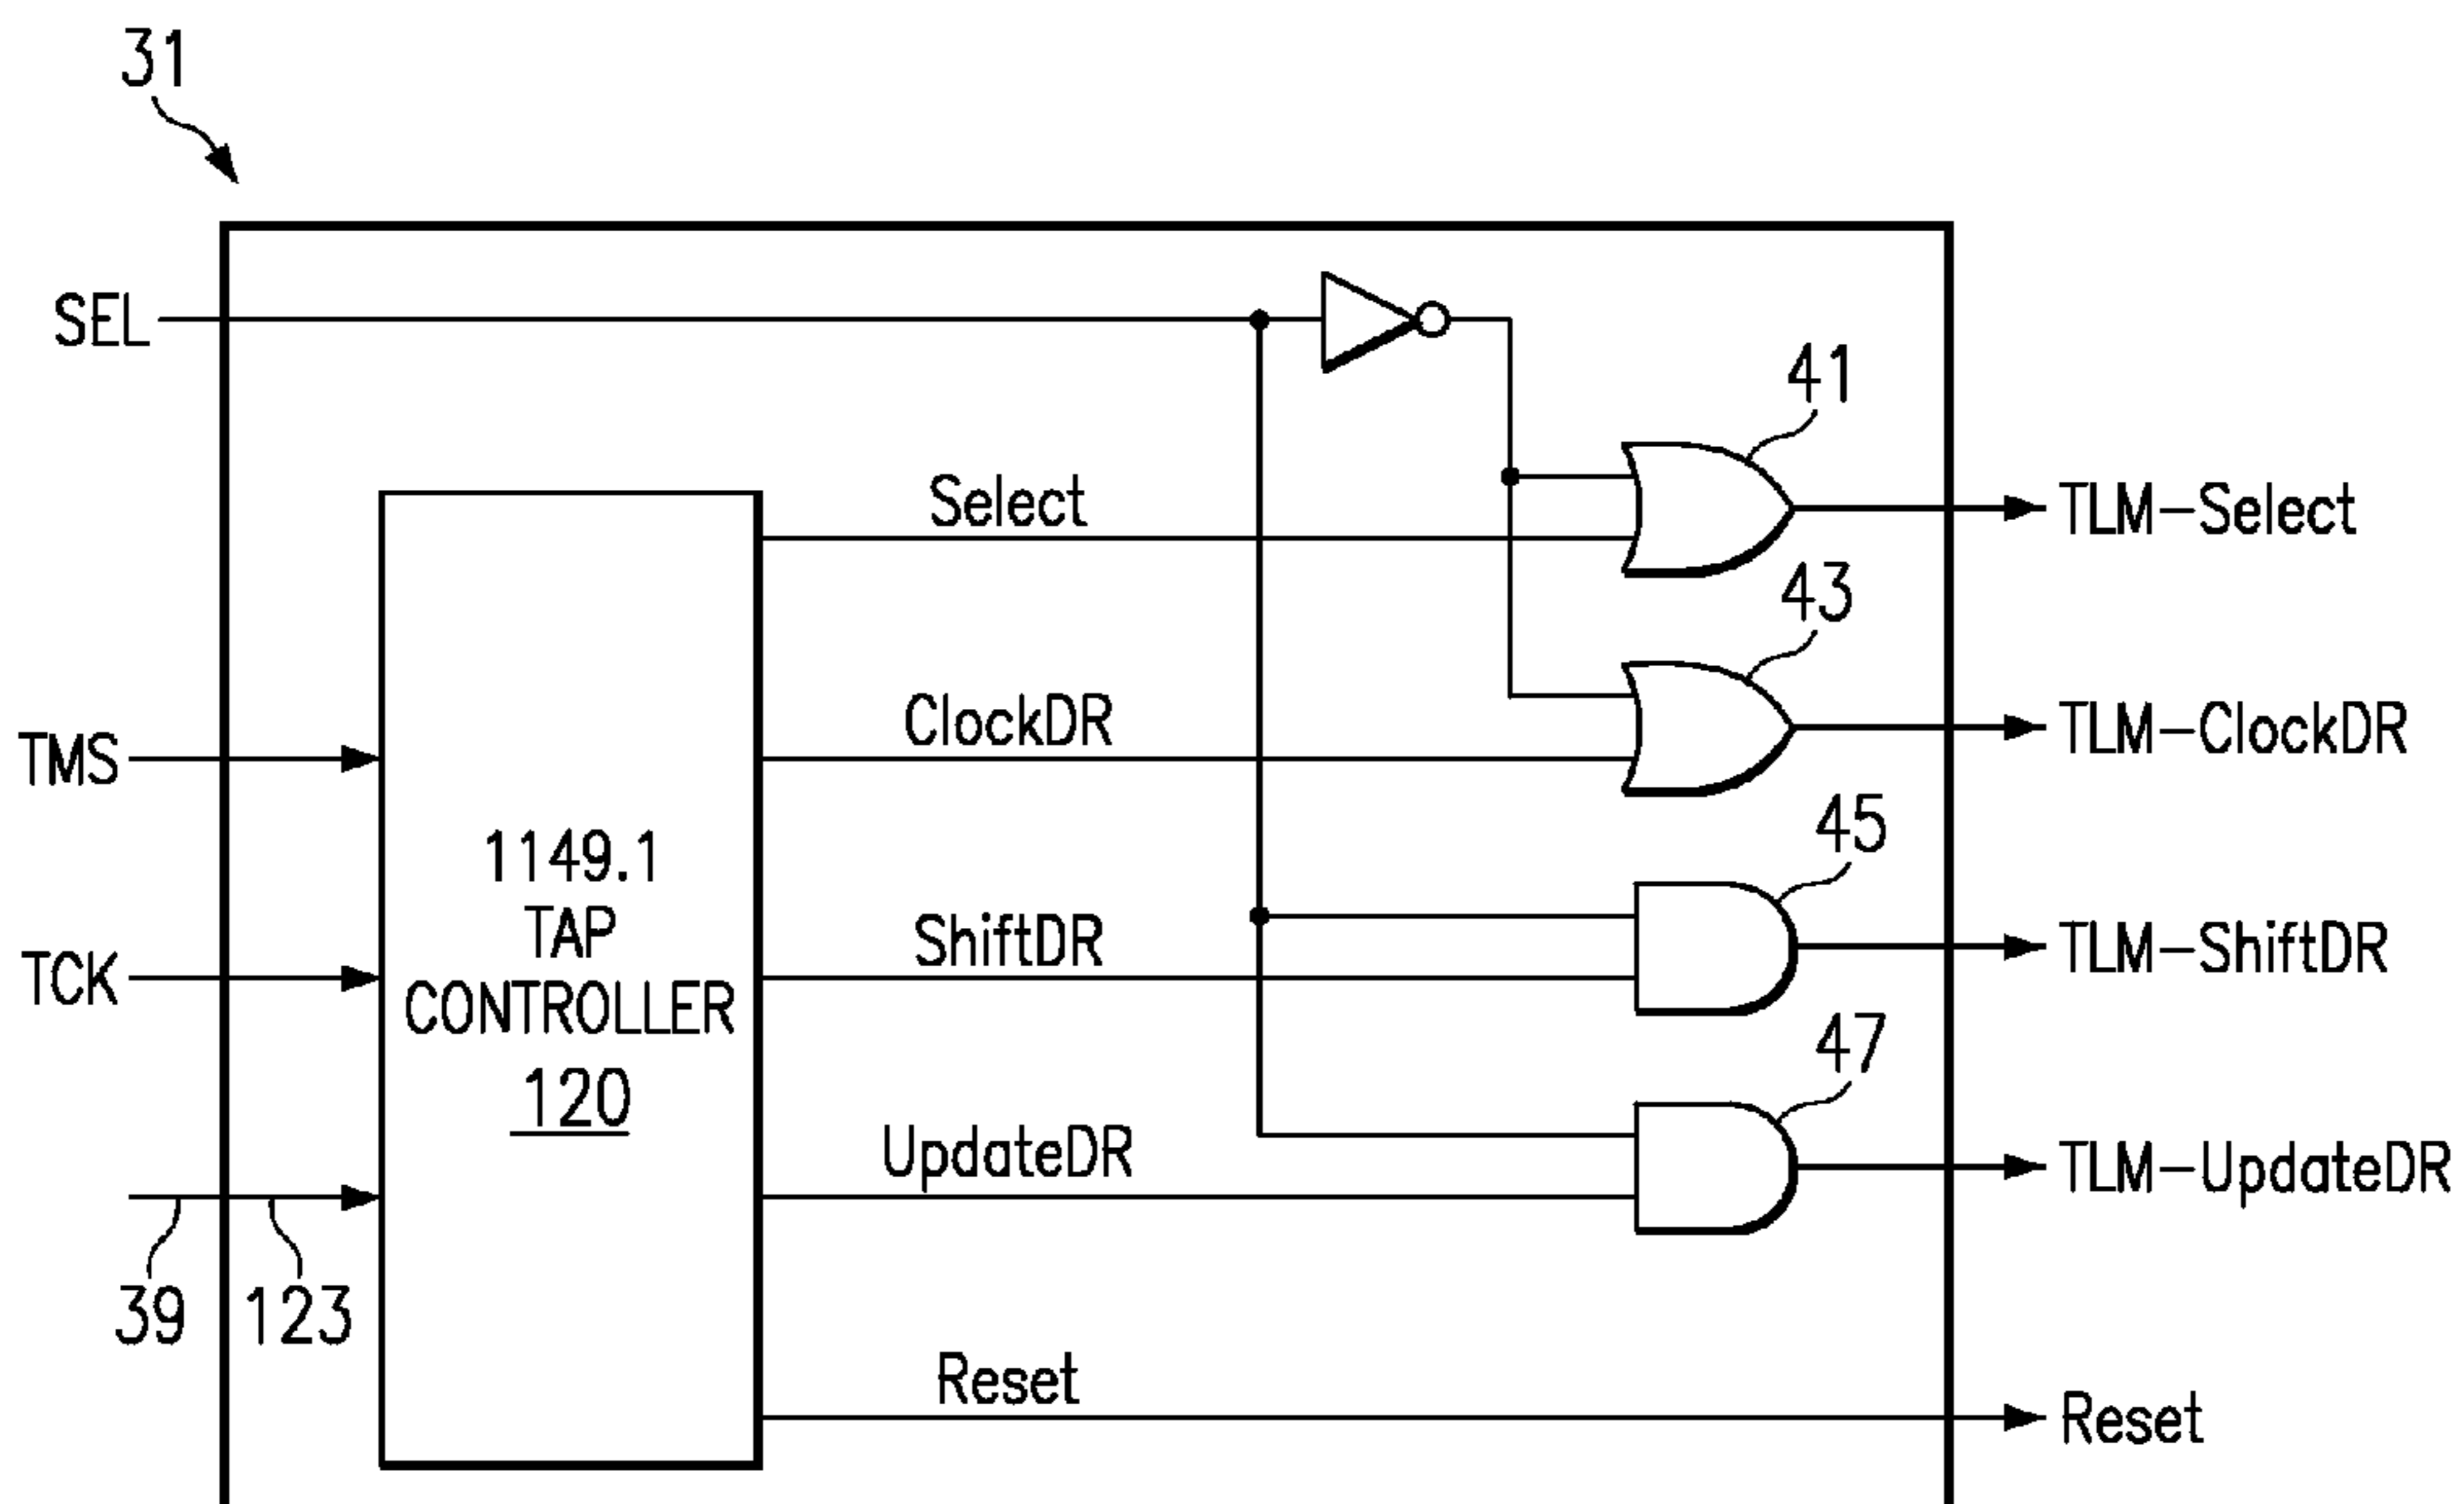 31
SEL
41
Select
TLM-Select
43
ClockDR
TLM-ClockDR
TMS
45
1149.1
TAP
CONTROLLER
120
ShiftDR
TLM-ShiftDR
TCK
47
UpdateDR
TLM-UpdateDR
39
123
Reset
Reset